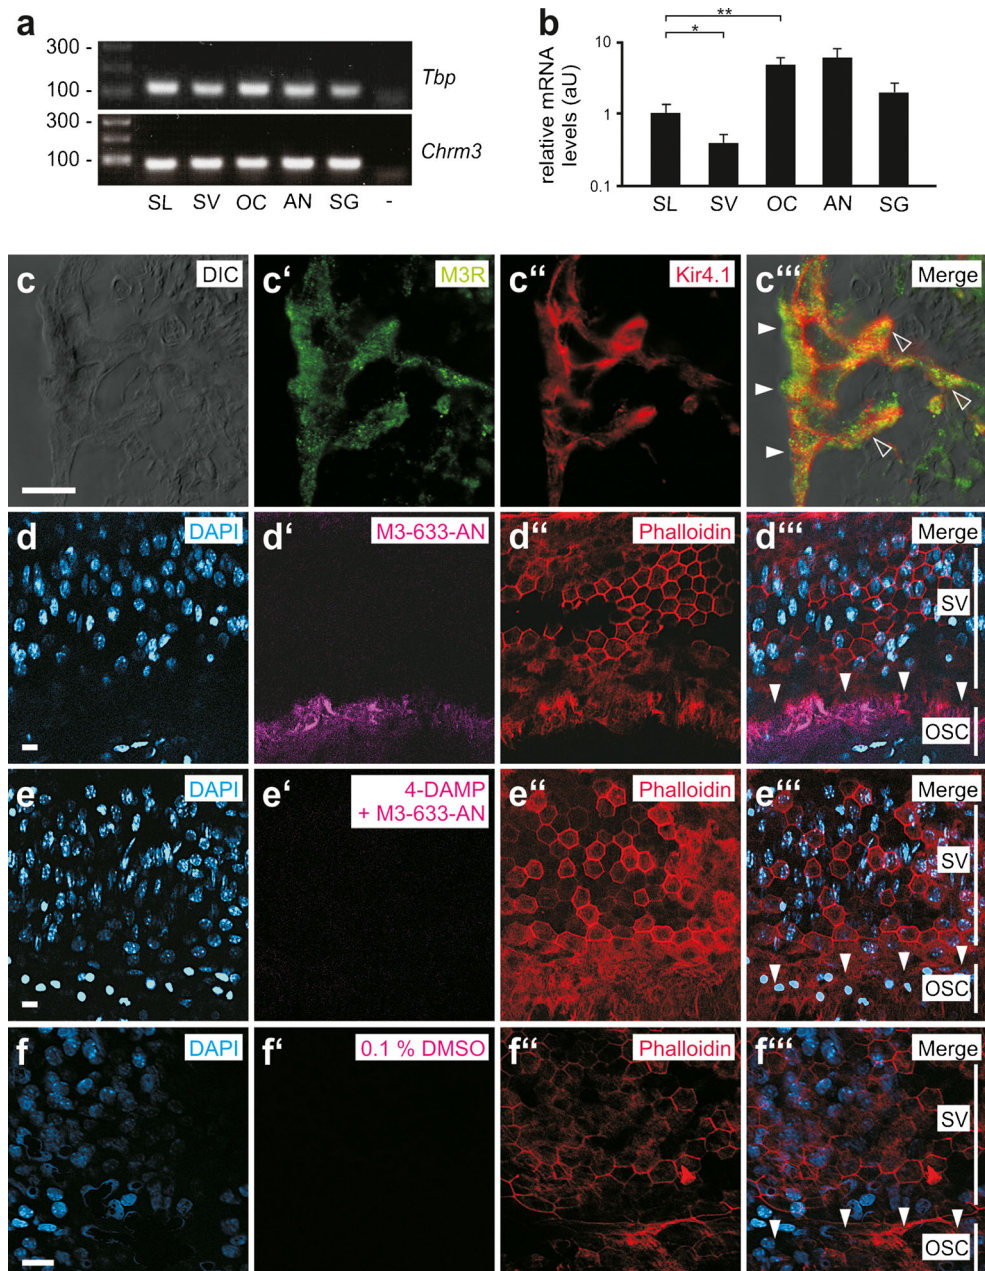 a
300 -
100 -
Tbp
300 -
100 -
Chrm3
SL SV OC AN SG -
b
** 
*
relative mRNA
levels (aU)
10
1
0.1
SL SV OC AN SG
c DIC
c' M3R
c'' Kir4.1
c''' Merge
d DAPI
d' M3-633-AN
d'' Phalloidin
d''' Merge
SV
OSC
e DAPI
e' 4-DAMP
+ M3-633-AN
e'' Phalloidin
e''' Merge
SV
OSC
f DAPI
f' 0.1 % DMSO
f'' Phalloidin
f''' Merge
SV
OSC